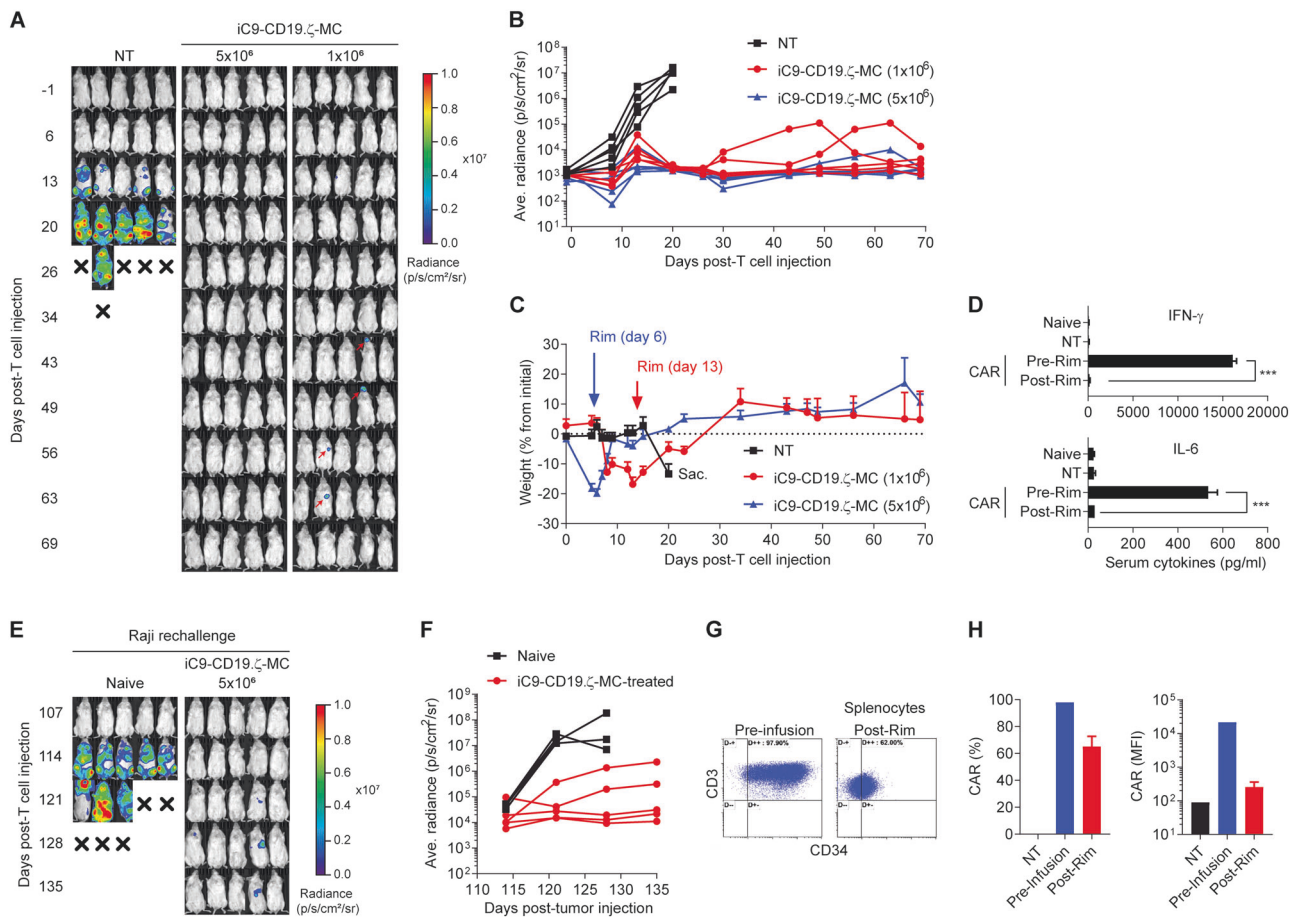 A
iC9-CD19.ζ-MC
NT
5x10⁶
1x10⁶
Days post-T cell injection
-1
6
13
20
26
34
43
49
56
63
69
1.0
0.8
0.6
0.4
0.2
0.0
x10⁷
Radiance
(p/s/cm²/sr)
B
Ave. radiance (p/s/cm²/sr)
10⁸
10⁷
10⁶
10⁵
10⁴
10³
10²
10¹
0 10 20 30 40 50 60 70
Days post-T cell injection
NT
iC9-CD19.ζ-MC (1x10⁶)
iC9-CD19.ζ-MC (5x10⁶)
C
Rim (day 6)
Rim (day 13)
Weight (% from initial)
30
20
10
0
-10
-20
-30
0 10 20 30 40 50 60 70
Days post-T cell injection
Sac.
NT
iC9-CD19.ζ-MC (1x10⁶)
iC9-CD19.ζ-MC (5x10⁶)
D
IFN-γ
Naive
NT
CAR
Pre-Rim
Post-Rim
***
0 5000 10000 15000 20000
IL-6
Naive
NT
CAR
Pre-Rim
Post-Rim
***
0 200 400 600 800
Serum cytokines (pg/ml)
E
Raji rechallenge
iC9-CD19.ζ-MC
Naive
5x10⁶
Days post-T cell injection
107
114
121
128
135
1.0
0.8
0.6
0.4
0.2
0.0
x10⁷
Radiance
(p/s/cm²/sr)
F
Naive
iC9-CD19.ζ-MC-treated
Ave. radiance (p/s/cm²/sr)
10⁹
10⁸
10⁷
10⁶
10⁵
10⁴
10³
10²
110 115 120 125 130 135
Days post-tumor injection
G
Pre-infusion
Splenocytes
Post-Rim
D-+
D++ : 97.90%
D--
D+-
D-+
D++ : 62.00%
D--
D+-
CD3
CD34
H
CAR (%)
100
80
60
40
20
0
NT
Pre-Infusion
Post-Rim
CAR (MFI)
10⁵
10⁴
10³
10²
10¹
NT
Pre-Infusion
Post-Rim